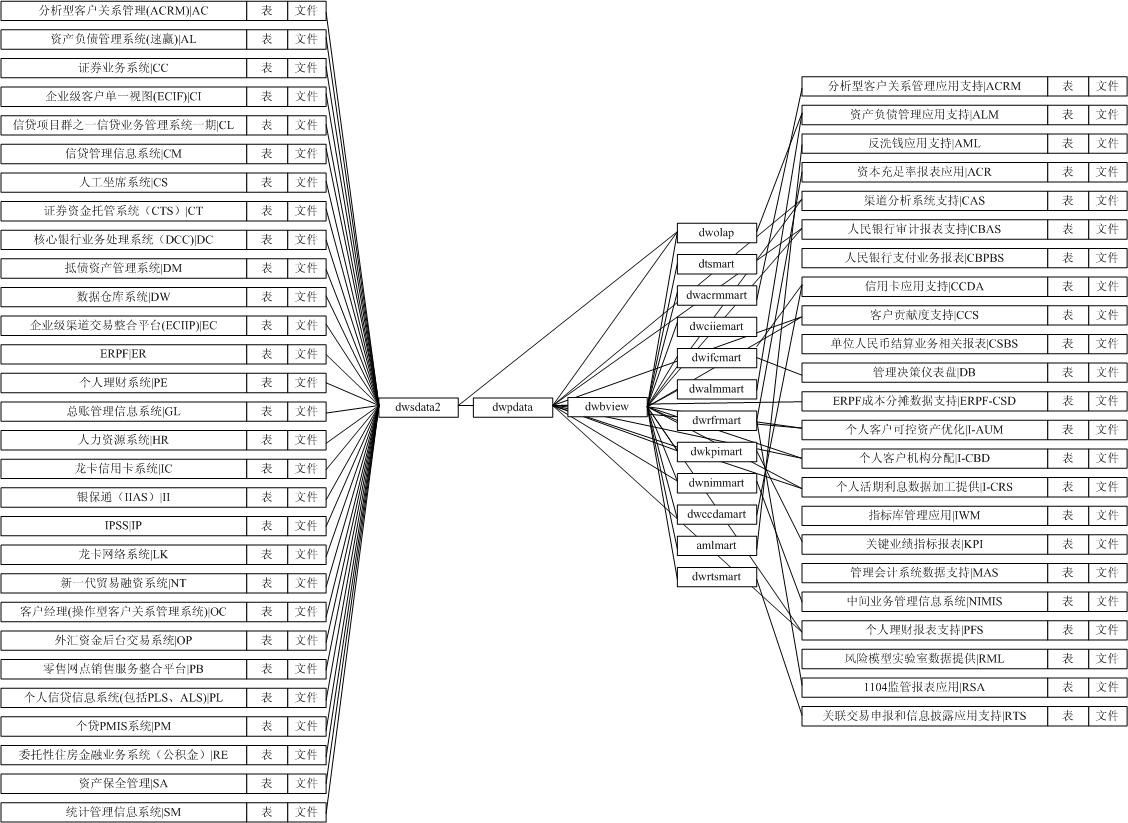 分析型客户关系管理(ACRM)|AC 表 文件
资产负债管理系统(速赢)|AL 表 文件
证券业务系统|CC 表 文件
企业级客户单一视图(ECIF)|CI 表 文件
信贷项目群之一信贷业务管理系统一期|CL 表 文件
信贷管理信息系统|CM 表 文件
人工坐席系统|CS 表 文件
证券资金托管系统（CTS）|CT 表 文件
核心银行业务处理系统（DCC)|DC 表 文件
抵债资产管理系统|DM 表 文件
数据仓库系统|DW 表 文件
企业级渠道交易整合平台(ECIIP)|EC 表 文件
ERPF|ER 表 文件
个人理财系统|PE 表 文件
总账管理信息系统|GL 表 文件
人力资源系统|HR 表 文件
龙卡信用卡系统|IC 表 文件
银保通（IIAS）|II 表 文件
IPSS|IP 表 文件
龙卡网络系统|LK 表 文件
新一代贸易融资系统|NT 表 文件
客户经理(操作型客户关系管理系统)|OC 表 文件
外汇资金后台交易系统|OP 表 文件
零售网点销售服务整合平台|PB 表 文件
个人信贷信息系统(包括PLS、ALS)|PL 表 文件
个贷PMIS系统|PM 表 文件
委托性住房金融业务系统（公积金）|RE 表 文件
资产保全管理|SA 表 文件
统计管理信息系统|SM 表 文件
dwsdata2
dwpdata
dwbview
dwolap
dtsmart
dwacrmmart
dwciiemart
dwifcmart
dwalmmart
dwrfrmart
dwkpimart
dwnimmart
dwccdamart
amlmart
dwrtsmart
分析型客户关系管理应用支持|ACRM 表 文件
资产负债管理应用支持|ALM 表 文件
反洗钱应用支持|AML 表 文件
资本充足率报表应用|ACR 表 文件
渠道分析系统支持|CAS 表 文件
人民银行审计报表支持|CBAS 表 文件
人民银行支付业务报表|CBPBS 表 文件
信用卡应用支持|CCDA 表 文件
客户贡献度支持|CCS 表 文件
单位人民币结算业务相关报表|CSBS 表 文件
管理决策仪表盘|DB 表 文件
ERPF成本分摊数据支持|ERPF-CSD 表 文件
个人客户可控资产优化|I-AUM 表 文件
个人客户机构分配|I-CBD 表 文件
个人活期利息数据加工提供|I-CRS 表 文件
指标库管理应用|IWM 表 文件
关键业绩指标报表|KPI 表 文件
管理会计系统数据支持|MAS 表 文件
中间业务管理信息系统|NIMIS 表 文件
个人理财报表支持|PFS 表 文件
风险模型实验室数据提供|RML 表 文件
1104监管报表应用|RSA 表 文件
关联交易申报和信息披露应用支持|RTS 表 文件